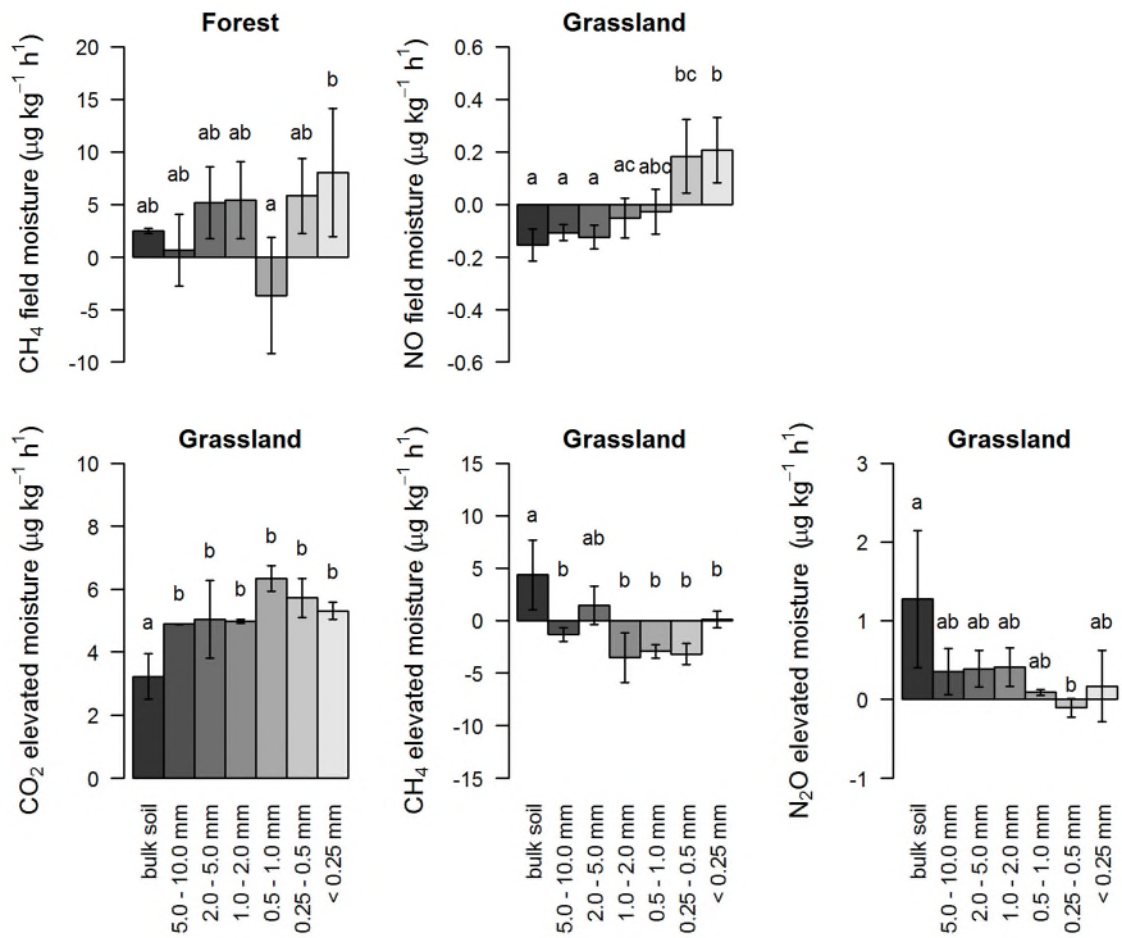 Forest
CH₄ field moisture (μg kg⁻¹ h¹)
20
15
10
5
0
-5
-10
ab
ab
ab
ab
a
ab
b
Grassland
NO field moisture (μg kg⁻¹ h¹)
0.6
0.4
0.2
0.0
-0.2
-0.4
-0.6
a
a
a
ac
abc
bc
b
Grassland
CO₂ elevated moisture (μg kg⁻¹ h¹)
10
8
6
4
2
0
a
b
b
b
b
b
b
bulk soil
5.0 - 10.0 mm
2.0 - 5.0 mm
1.0 - 2.0 mm
0.5 - 1.0 mm
0.25 - 0.5 mm
< 0.25 mm
Grassland
CH₄ elevated moisture (μg kg⁻¹ h¹)
15
10
5
0
-5
-10
-15
a
b
ab
b
b
b
b
bulk soil
5.0 - 10.0 mm
2.0 - 5.0 mm
1.0 - 2.0 mm
0.5 - 1.0 mm
0.25 - 0.5 mm
< 0.25 mm
Grassland
N₂O elevated moisture (μg kg⁻¹ h¹)
3
2
1
0
-1
a
ab
ab
ab
ab
b
ab
bulk soil
5.0 - 10.0 mm
2.0 - 5.0 mm
1.0 - 2.0 mm
0.5 - 1.0 mm
0.25 - 0.5 mm
< 0.25 mm